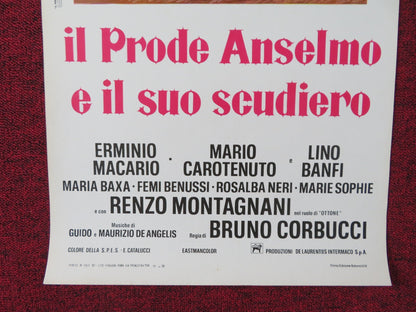 il Prode Anselmo
e il suo scudiero
ERMINIO MACARIO · MARIO CAROTENUTO e LINO BANFI
MARIA BAXA · FEMI BENUSSI · ROSALBA NERI · MARIE SOPHIE
e con RENZO MONTAGNANI nel ruolo di "OTTONE"
Musiche di GUIDO e MAURIZIO DE ANGELIS Regia di BRUNO CORBUCCI
COLORE DELLA S.P.E.S. · E. CATALUCCI EASTMANCOLOR PRODUZIONI DE LAURENTIIS INTERMACO S.p.A.